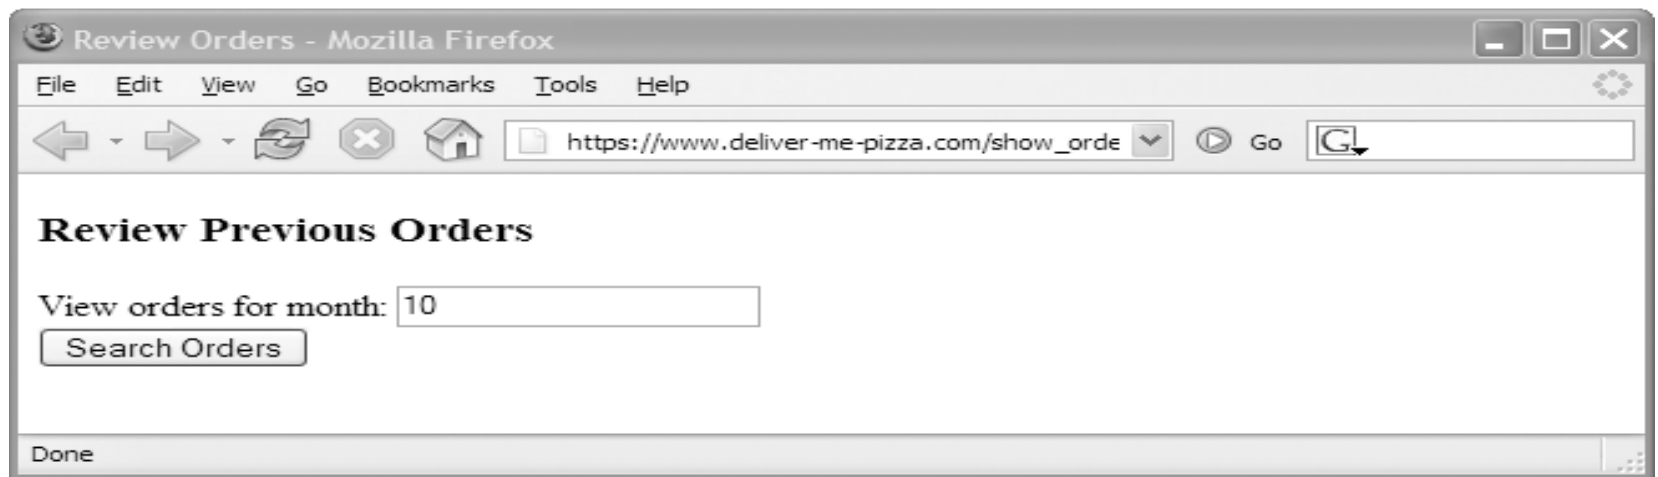 Review Orders - Mozilla Firefox
File Edit View Go Bookmarks Tools Help
https://www.deliver-me-pizza.com/show_orde Go G
Review Previous Orders
View orders for month: 10
Search Orders
Done